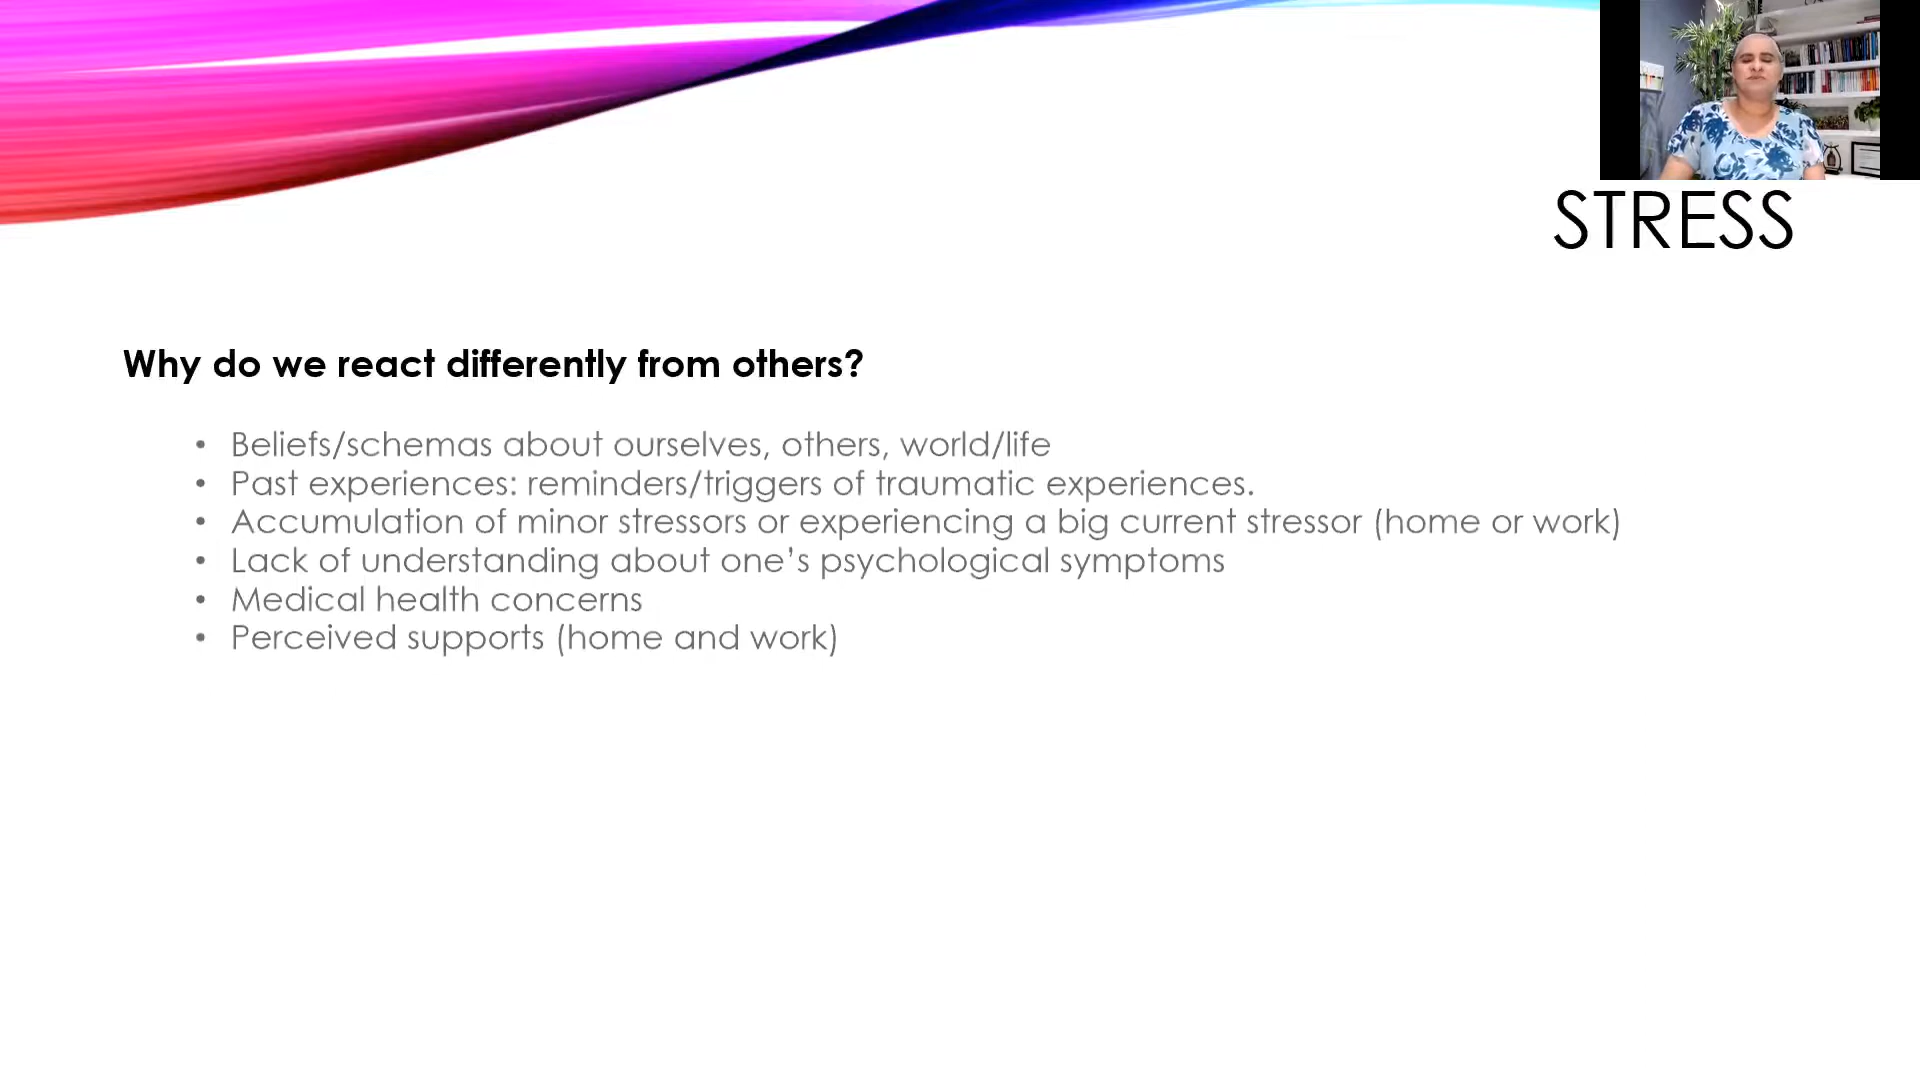 STRESS
Why do we react differently from others?
• Beliefs/schemas about ourselves, others, world/life
• Past experiences: reminders/triggers of traumatic experiences.
• Accumulation of minor stressors or experiencing a big current stressor (home or work)
• Lack of understanding about one’s psychological symptoms
• Medical health concerns
• Perceived supports (home and work)